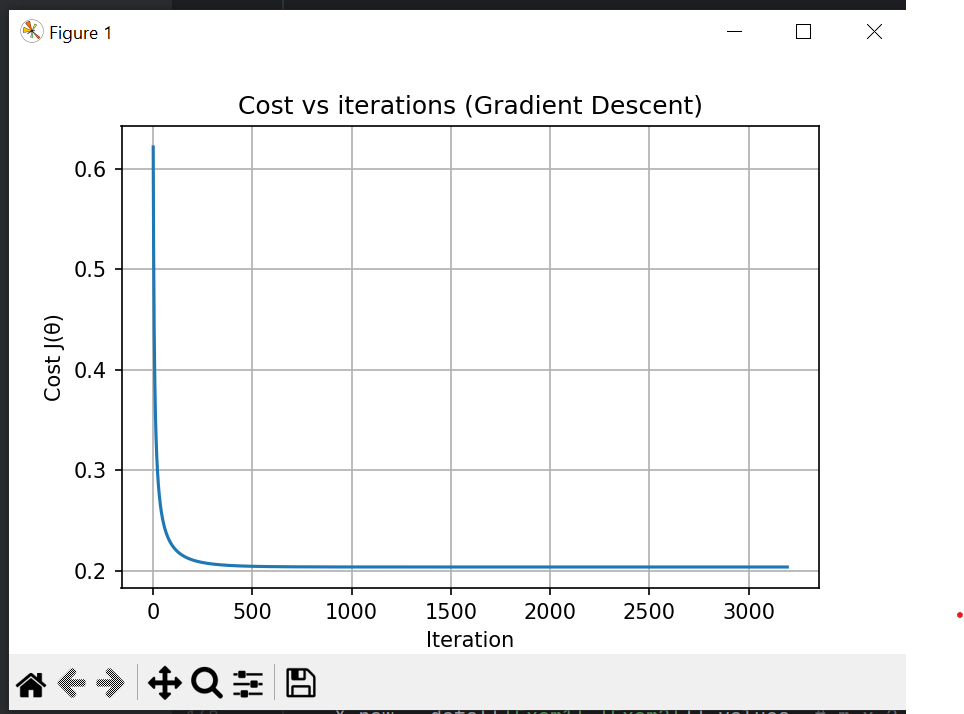 Figure 1
Cost vs iterations (Gradient Descent)
0.6
0.5
0.4
0.3
0.2
Cost J(θ)
0 500 1000 1500 2000 2500 3000
Iteration